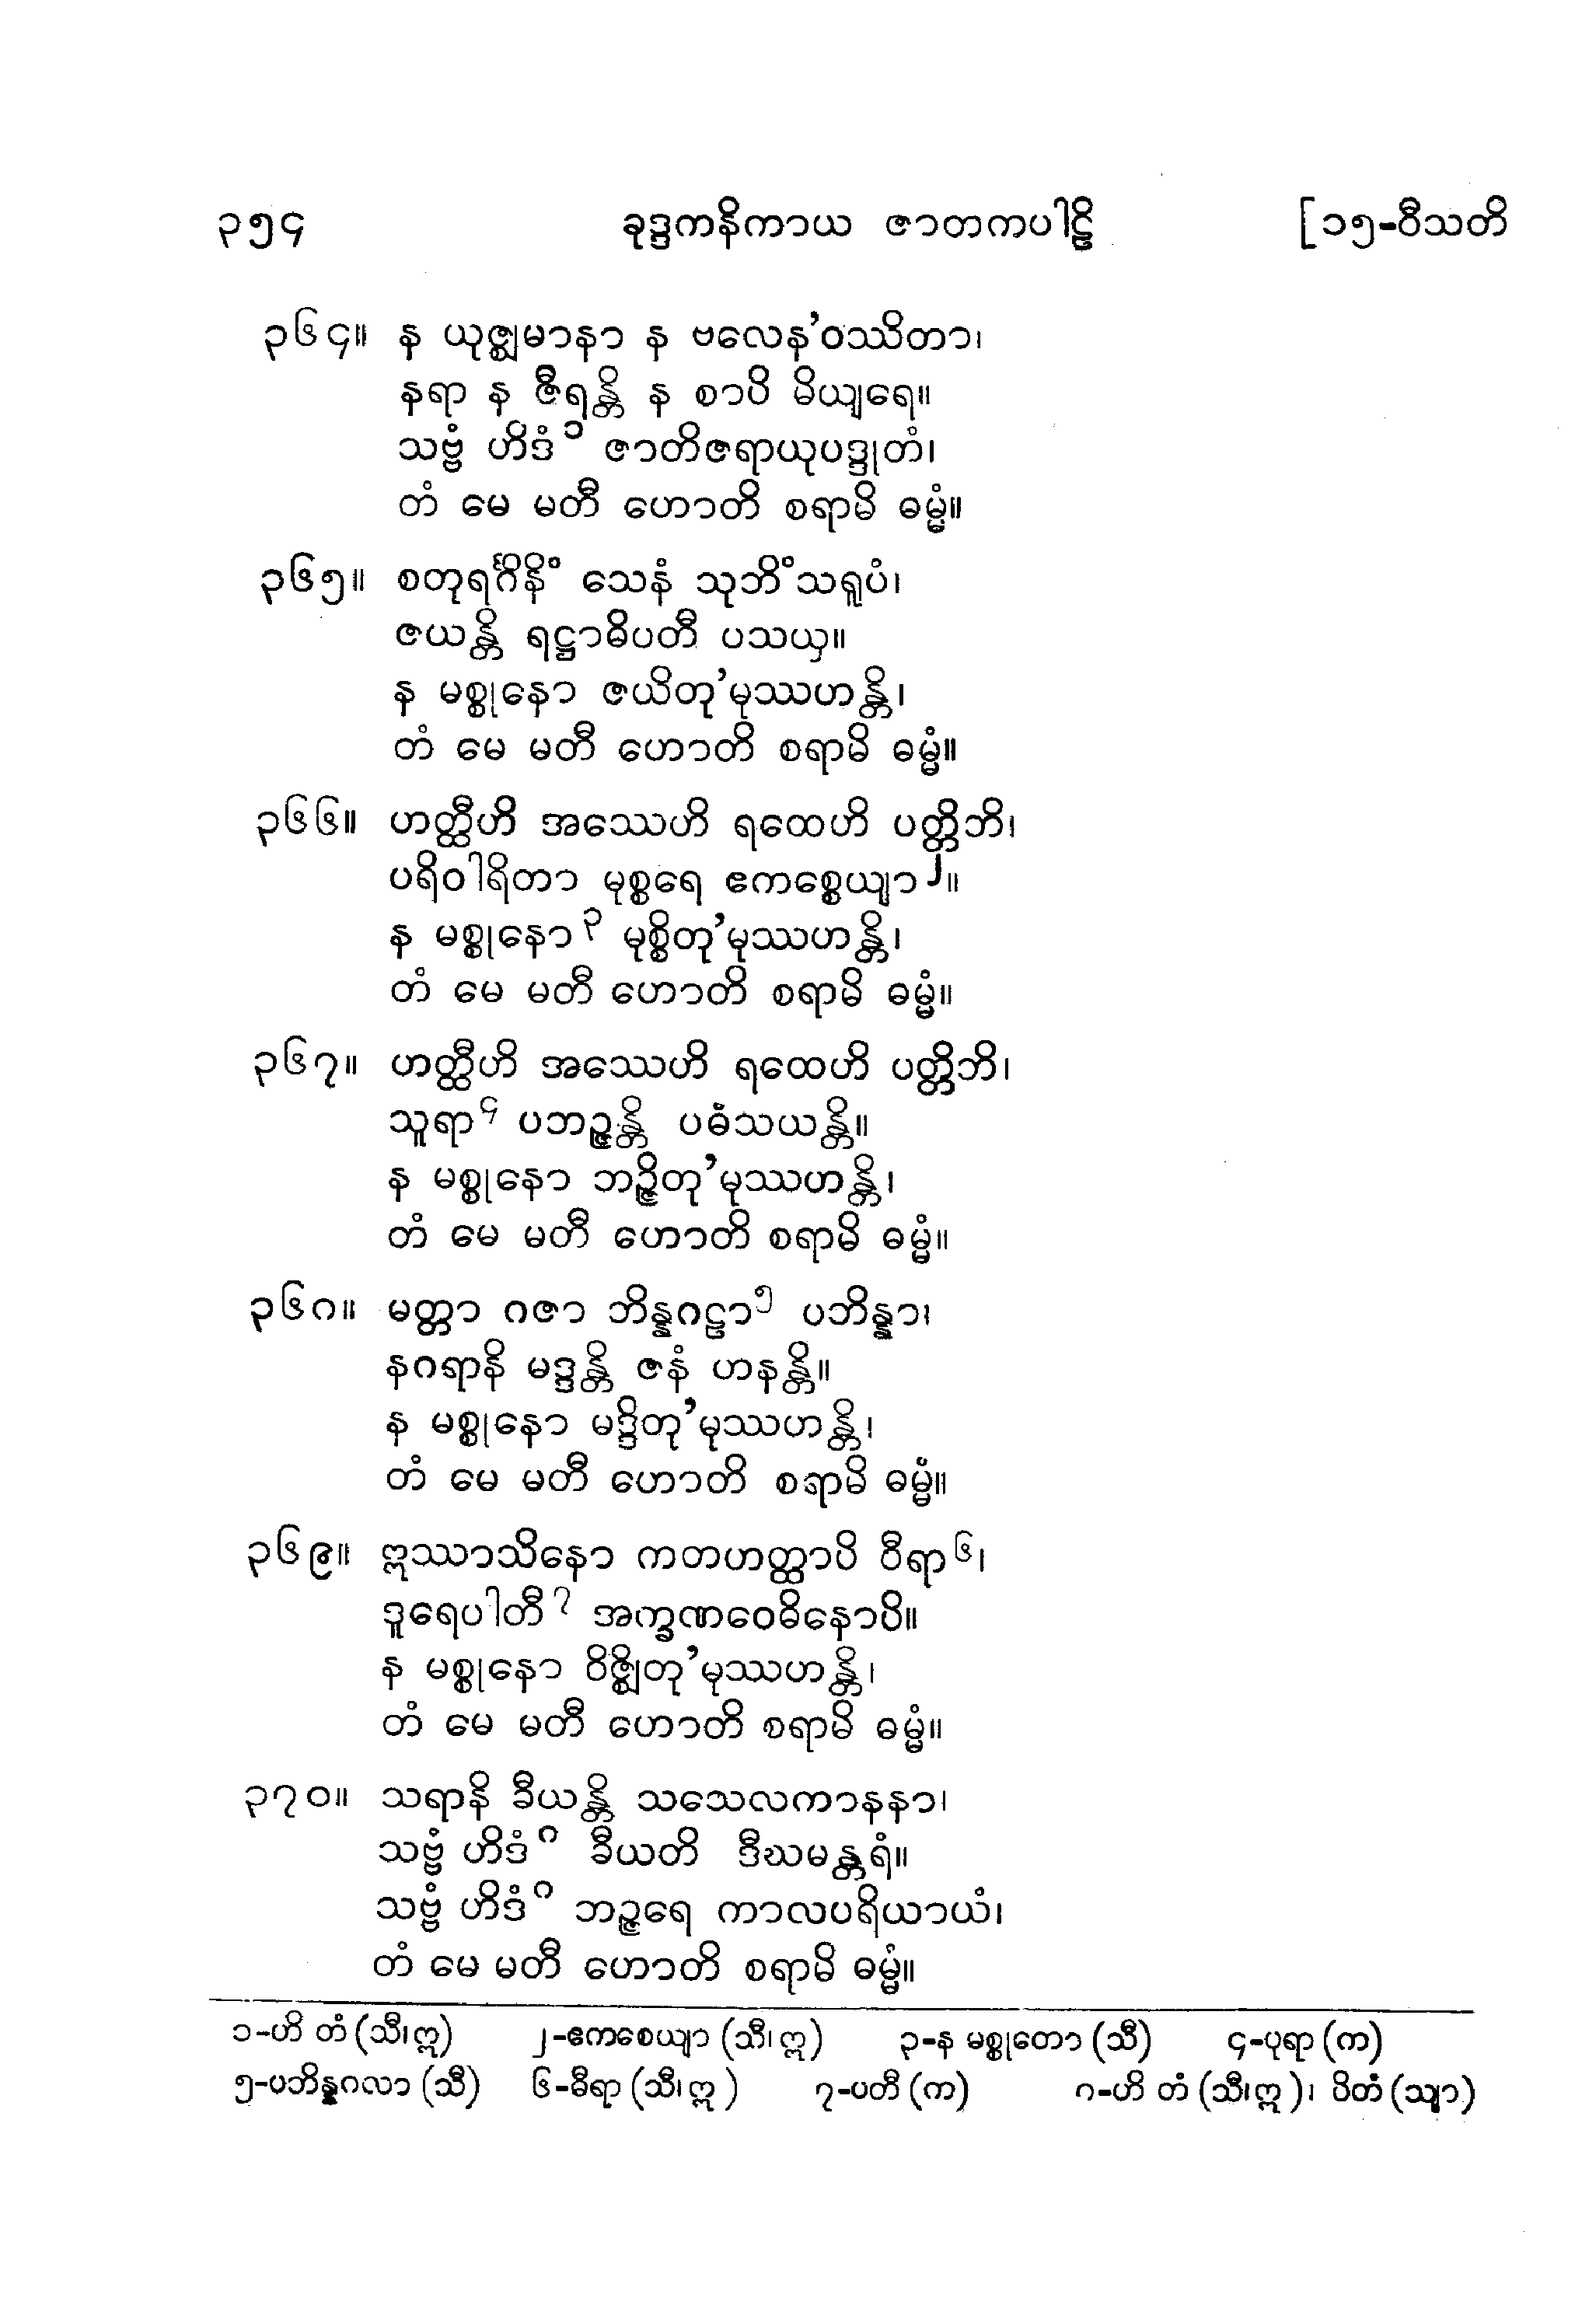 ၃၅၄ ခုဒ္ဒကနိကာယ ဇာတကပါဠိ [၁၅-ဝီသတိ
၃၆၄။ န ယုဇ္ဈမာနာ န ဗလေန'ဝဿိတာ၊
နရာ န ဇီရန္တိ န စာပိ မိယျရေ။
သဗ္ဗံ ဟိဒံ ၁ ဇာတိဇရာယုပဒ္ဒုတံ၊
တံ မေ မတီ ဟောတိ စရာမိ ဓမ္မံ။
၃၆၅။ စတုရင်္ဂိနိံ သေနံ သုဘိံသရူပံ၊
ဇယန္တိ ရဋ္ဌာဓိပတီ ပသယှ။
န မစ္စုနော ဇယိတု'မုဿဟန္တိ၊
တံ မေ မတီ ဟောတိ စရာမိ ဓမ္မံ။
၃၆၆။ ဟတ္ထီဟိ အဿေဟိ ရထေဟိ ပတ္တိဘိ၊
ပရိဝါရိတာ မုစ္စရေ ဧကစ္စေယျာ ၂။
န မစ္စုနော ၃ မုစ္စိတု'မုဿဟန္တိ၊
တံ မေ မတီ ဟောတိ စရာမိ ဓမ္မံ။
၃၆၇။ ဟတ္ထီဟိ အဿေဟိ ရထေဟိ ပတ္တိဘိ၊
သူရာ ၄ ပဘဉ္ဇန္တိ ပဓံသယန္တိ။
န မစ္စုနော ဘဉ္ဇိတု'မုဿဟန္တိ၊
တံ မေ မတီ ဟောတိ စရာမိ ဓမ္မံ။
၃၆၈။ မတ္တာ ဂဇာ ဘိန္နဂဠာ ၅ ပဘိန္နာ၊
နဂရာနိ မဒ္ဒန္တိ ဇနံ ဟနန္တိ။
န မစ္စုနော မဒ္ဒိတု'မုဿဟန္တိ၊
တံ မေ မတီ ဟောတိ စရာမိ ဓမ္မံ။
၃၆၉။ ဣဿာသိနော ကတဟတ္ထာပိ ဝီရာ ၆၊
ဒူရေပါတီ ၇ အက္ခဏဝေဓိနောပိ။
န မစ္စုနော ဝိဇ္ဈိတု'မုဿဟန္တိ၊
တံ မေ မတီ ဟောတိ စရာမိ ဓမ္မံ။
၃၇၀။ သရာနိ ခီယန္တိ သသေလကာနနာ၊
သဗ္ဗံ ဟိဒံ ၈ ခီယတိ ဒီဃမန္တရံ။
သဗ္ဗံ ဟိဒံ ၈ ဘဉ္ဇရေ ကာလပရိယာယံ၊
တံ မေ မတီ ဟောတိ စရာမိ ဓမ္မံ။
၁-ဟိ တံ (သီ၊ ဣ) ၂-ဧကစေယျာ (သီ၊ ဣ) ၃-န မစ္စုတော (သီ) ၄-ပုရာ (က)
၅-ပဘိန္နဂလာ (သီ) ၆-ဓီရာ (သီ၊ ဣ) ၇-ပတီ (က) ၈-ဟိ တံ (သီ၊ ဣ)၊ ပိတံ (သျာ)